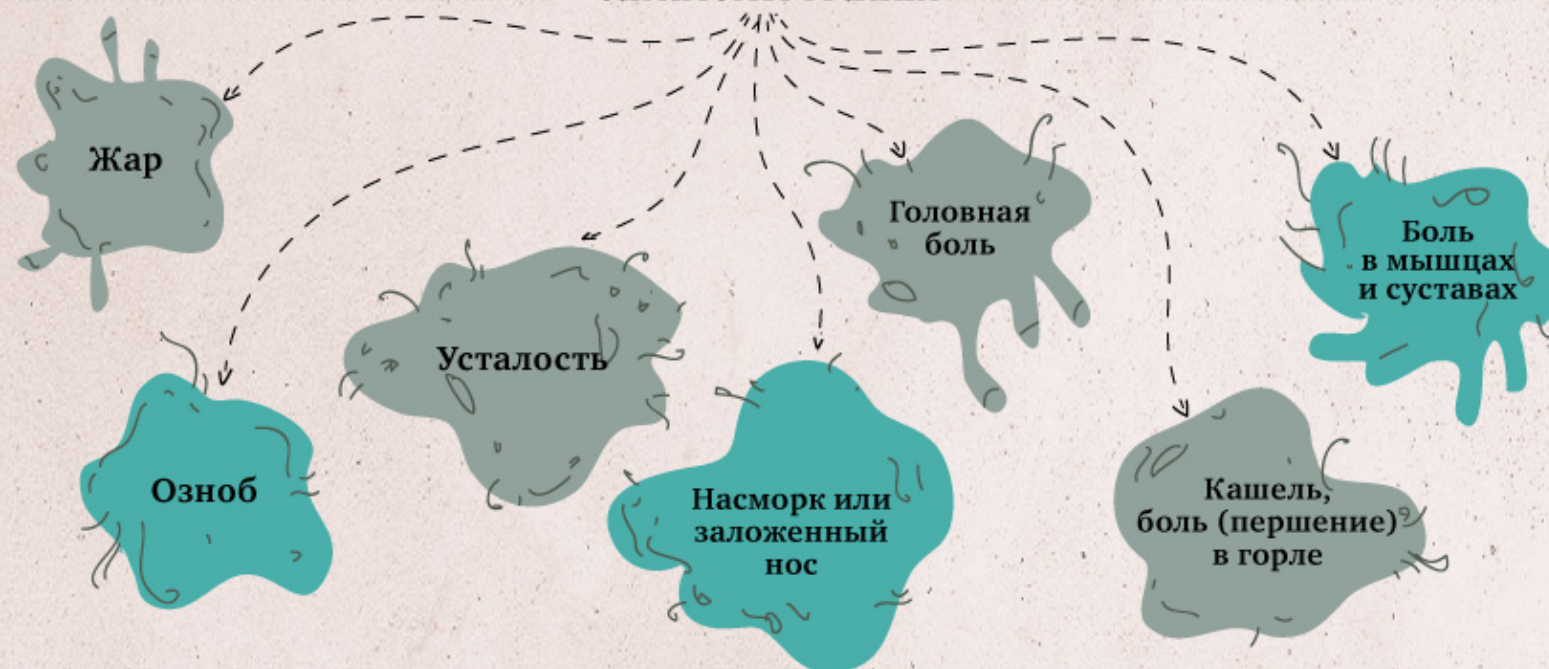 Жар
Головная
боль
Боль
в мышцах
и суставах
Усталость
Озноб
Насморк или
заложенный
нос
Кашель,
боль (першение)
в горле